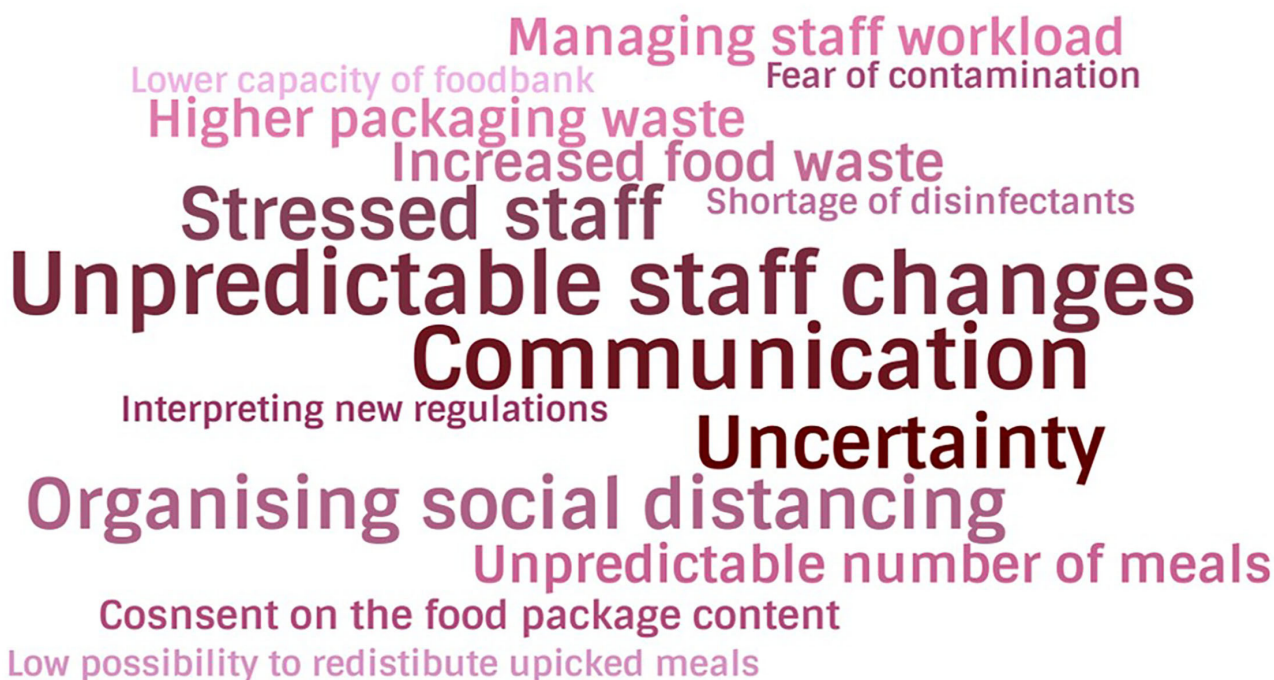 Managing staff workload
Lower capacity of foodbank
Fear of contamination
Higher packaging waste
Increased food waste
Stressed staff
Shortage of disinfectants
Unpredictable staff changes
Communication
Interpreting new regulations
Uncertainty
Organising social distancing
Unpredictable number of meals
Cosnsent on the food package content
Low possibility to redistibute upicked meals